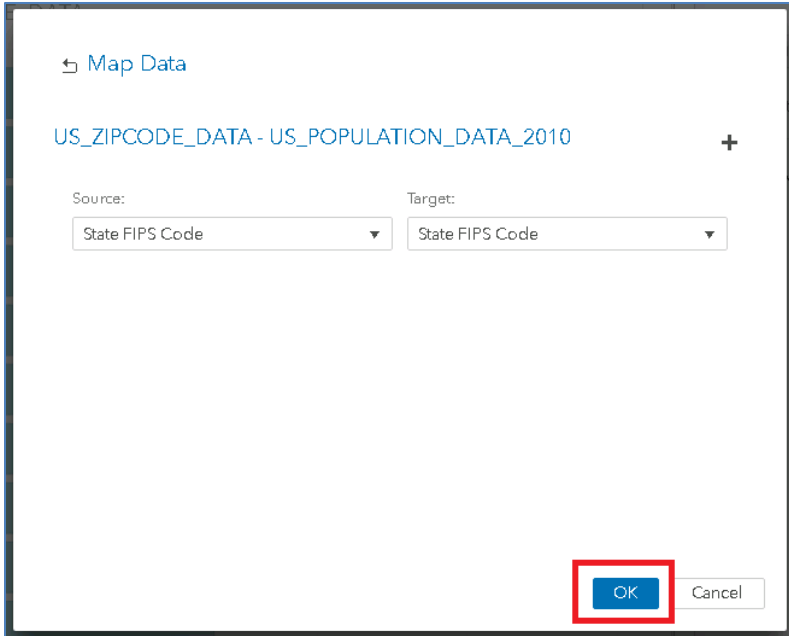 Map Data
US_ZIPCODE_DATA - US_POPULATION_DATA_2010
Source: Target:
State FIPS Code State FIPS Code
OK Cancel